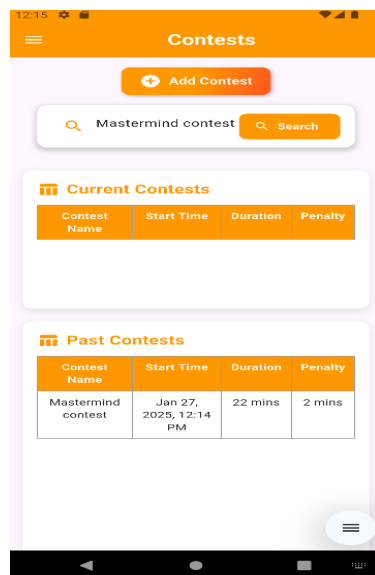 12:15
Contests
Add Contest
Mastermind contest Search
Current Contests
Contest Name Start Time Duration Penalty
Past Contests
Contest Name Start Time Duration Penalty
Mastermind contest Jan 27, 2025, 12:14 PM 22 mins 2 mins